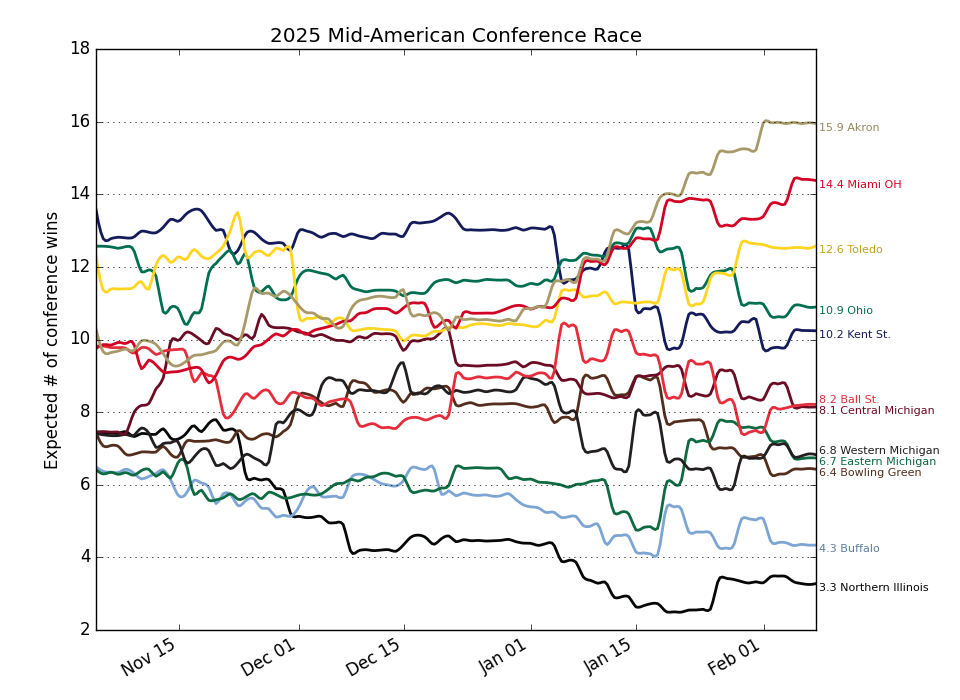 2025 Mid-American Conference Race
Expected # of conference wins
18
16
14
12
10
8
6
4
2
Nov 15
Dec 01
Dec 15
Jan 01
Jan 15
Feb 01
15.9 Akron
14.4 Miami OH
12.6 Toledo
10.9 Ohio
10.2 Kent St.
8.2 Ball St.
8.1 Central Michigan
6.8 Western Michigan
6.7 Eastern Michigan
6.4 Bowling Green
4.3 Buffalo
3.3 Northern Illinois